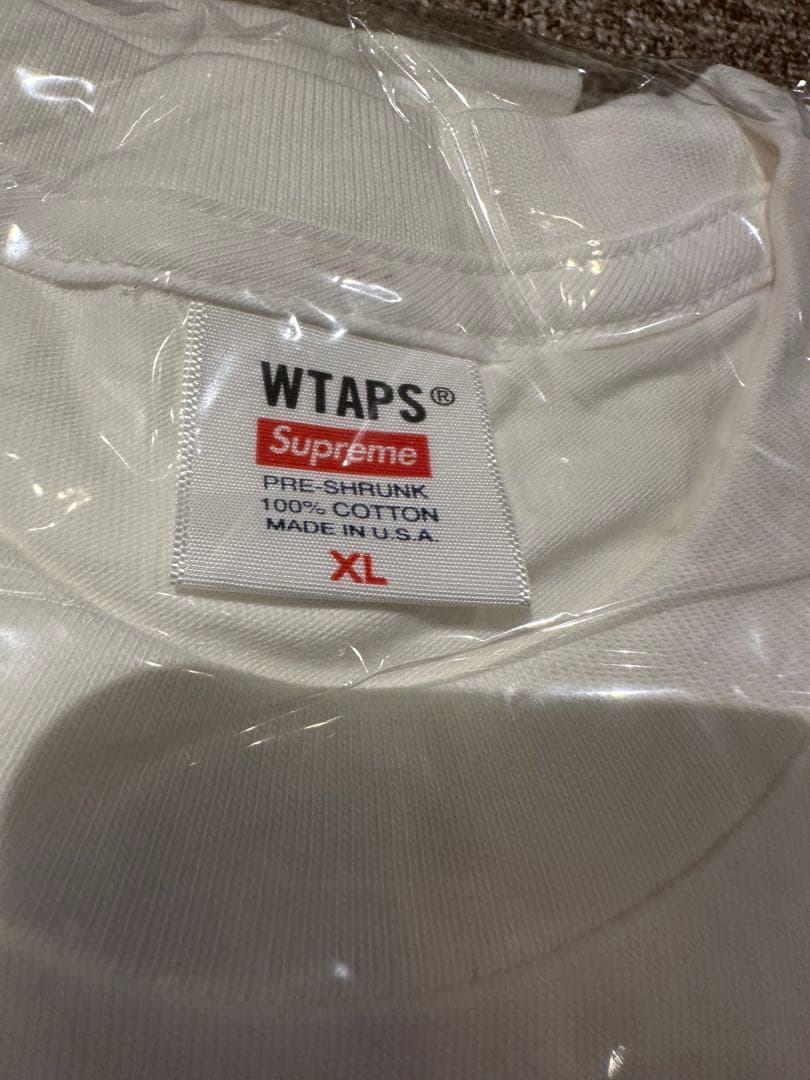 WTAPS®
Supreme
PRE-SHRUNK
100% COTTON
MADE IN U.S.A.
XL